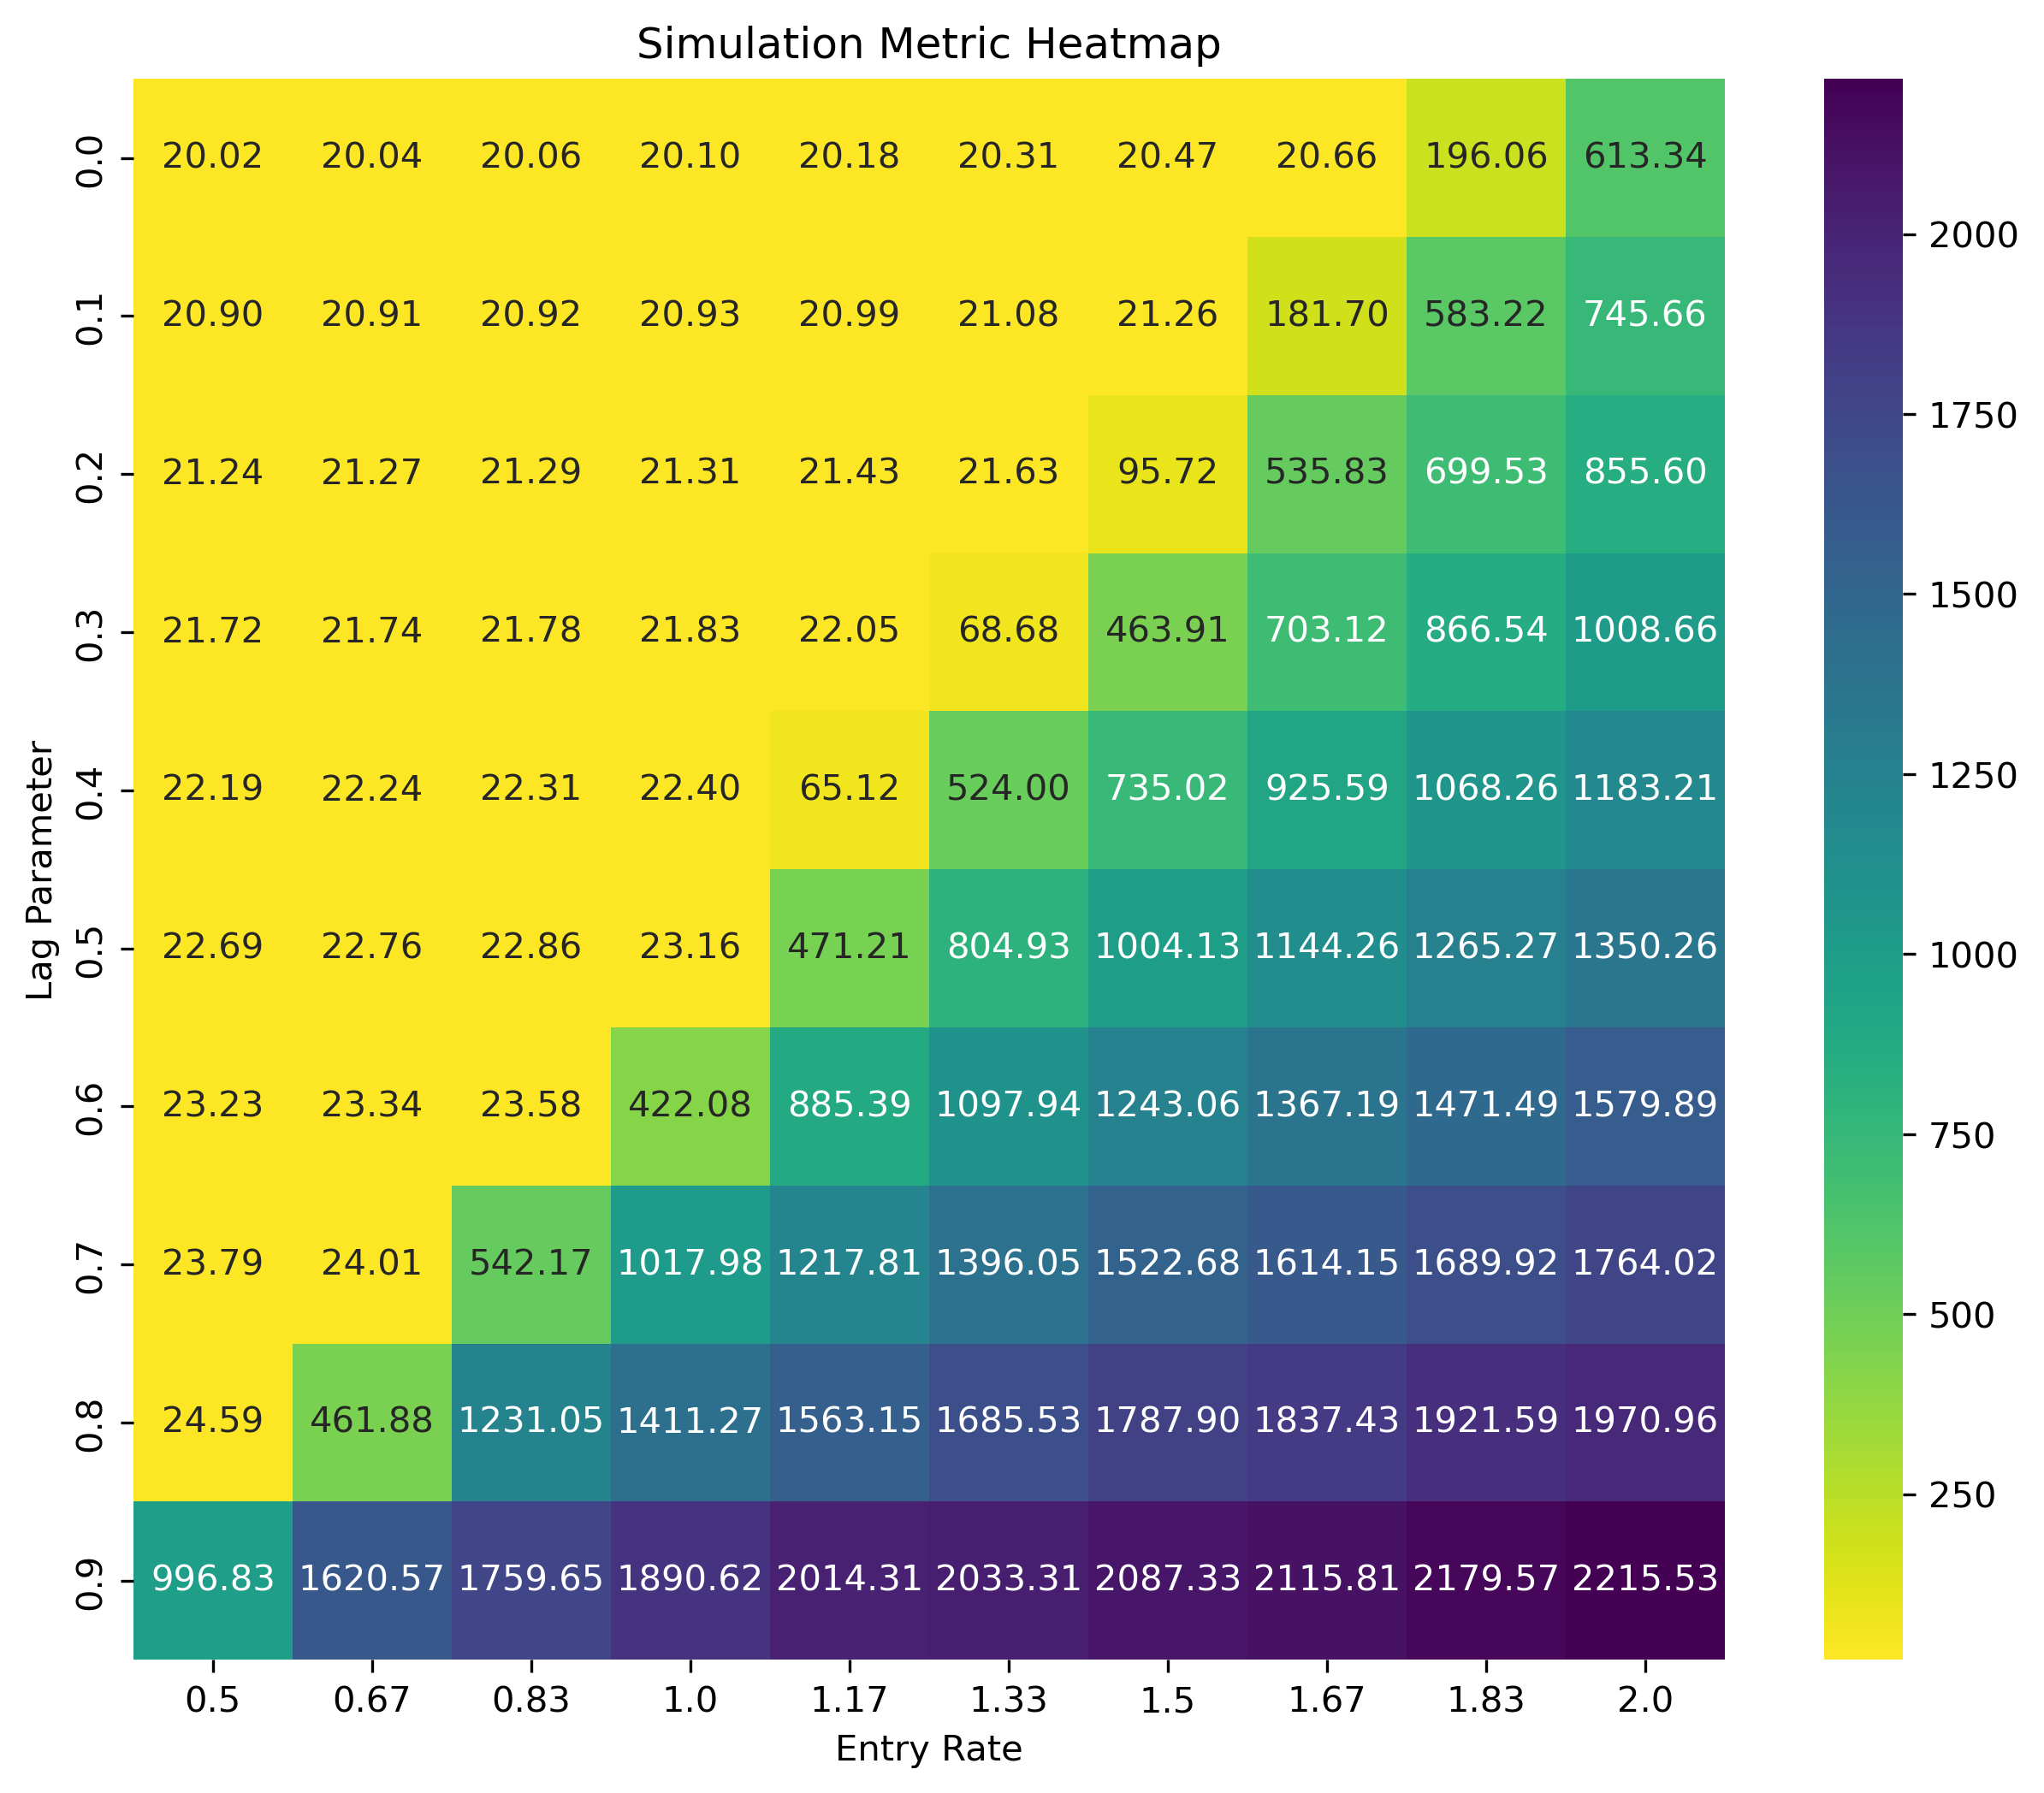 Simulation Metric Heatmap
0.0 20.02 20.04 20.06 20.10 20.18 20.31 20.47 20.66 196.06 613.34
0.1 20.90 20.91 20.92 20.93 20.99 21.08 21.26 181.70 583.22 745.66
0.2 21.24 21.27 21.29 21.31 21.43 21.63 95.72 535.83 699.53 855.60
0.3 21.72 21.74 21.78 21.83 22.05 68.68 463.91 703.12 866.54 1008.66
0.4 22.19 22.24 22.31 22.40 65.12 524.00 735.02 925.59 1068.26 1183.21
0.5 22.69 22.76 22.86 23.16 471.21 804.93 1004.13 1144.26 1265.27 1350.26
0.6 23.23 23.34 23.58 422.08 885.39 1097.94 1243.06 1367.19 1471.49 1579.89
0.7 23.79 24.01 542.17 1017.98 1217.81 1396.05 1522.68 1614.15 1689.92 1764.02
0.8 24.59 461.88 1231.05 1411.27 1563.15 1685.53 1787.90 1837.43 1921.59 1970.96
0.9 996.83 1620.57 1759.65 1890.62 2014.31 2033.31 2087.33 2115.81 2179.57 2215.53
0.5 0.67 0.83 1.0 1.17 1.33 1.5 1.67 1.83 2.0
Entry Rate
Lag Parameter
2000
1750
1500
1250
1000
750
500
250